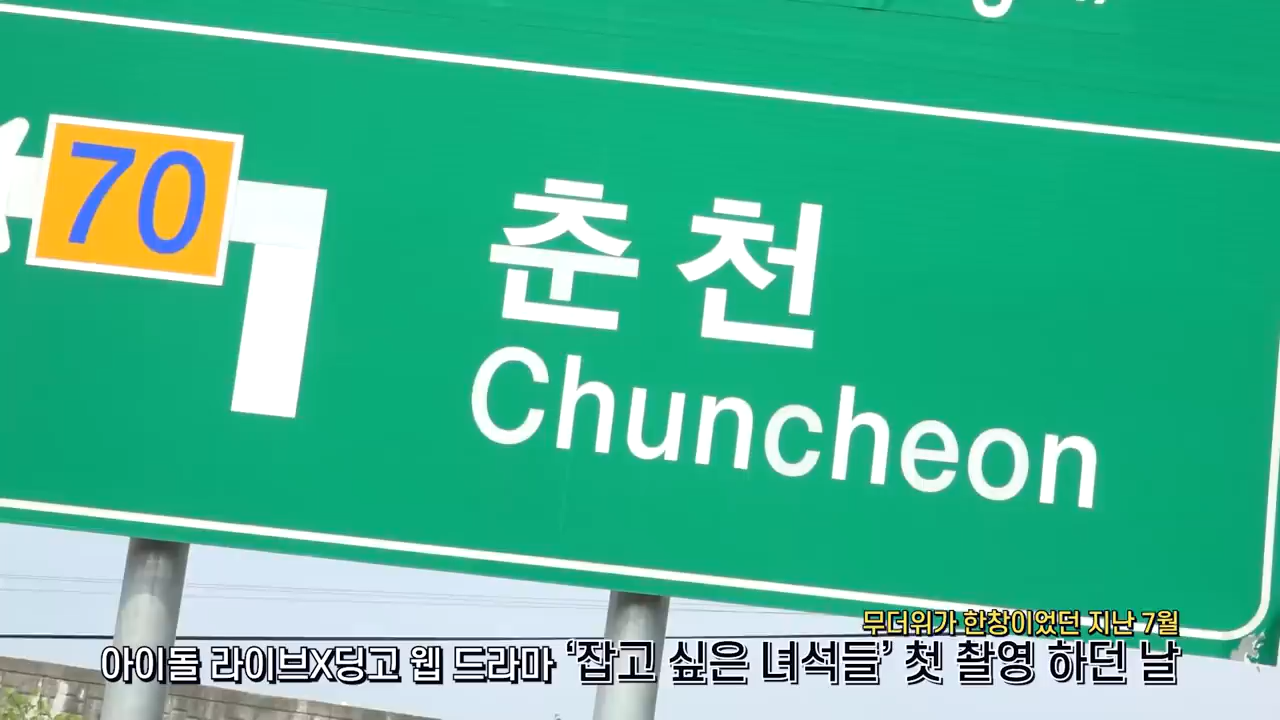 70
춘천
Chuncheon
무더위가 한창이었던 지난 7월
아이돌 라이브X딩고 웹 드라마 ‘잡고 싶은 녀석들’ 첫 촬영 하던 날